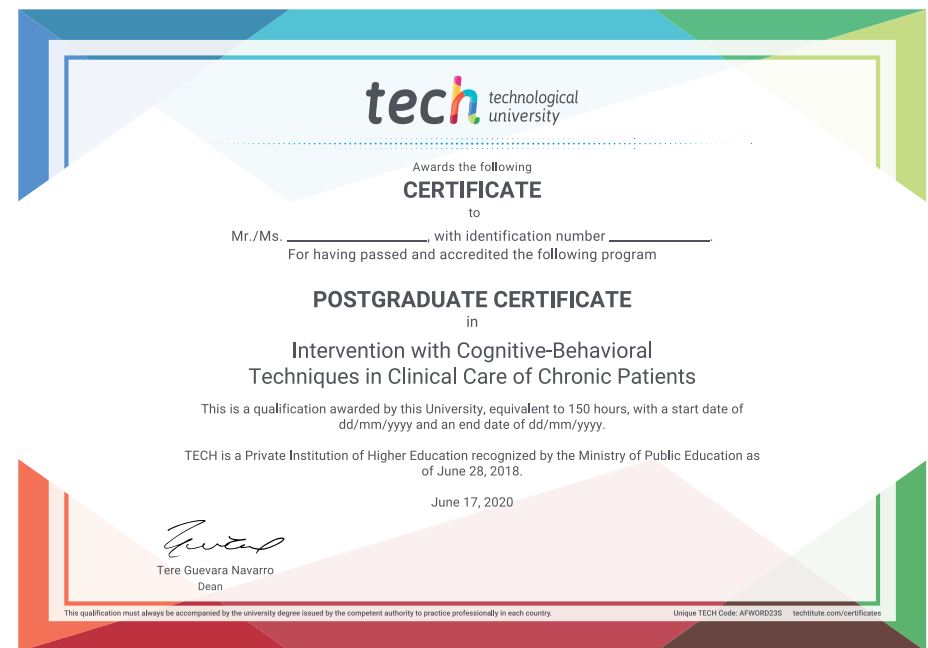 tech technological
university
Awards the following
CERTIFICATE
to
Mr./Ms. ____________________, with identification number ______________.
For having passed and accredited the following program
POSTGRADUATE CERTIFICATE
in
Intervention with Cognitive-Behavioral
Techniques in Clinical Care of Chronic Patients
This is a qualification awarded by this University, equivalent to 150 hours, with a start date of
dd/mm/yyyy and an end date of dd/mm/yyyy.
TECH is a Private Institution of Higher Education recognized by the Ministry of Public Education as
of June 28, 2018.
June 17, 2020
Tere Guevara Navarro
Dean
This qualification must always be accompanied by the university degree issued by the competent authority to practice professionally in each country. Unique TECH Code: AFWORD23S techtitute.com/certificates